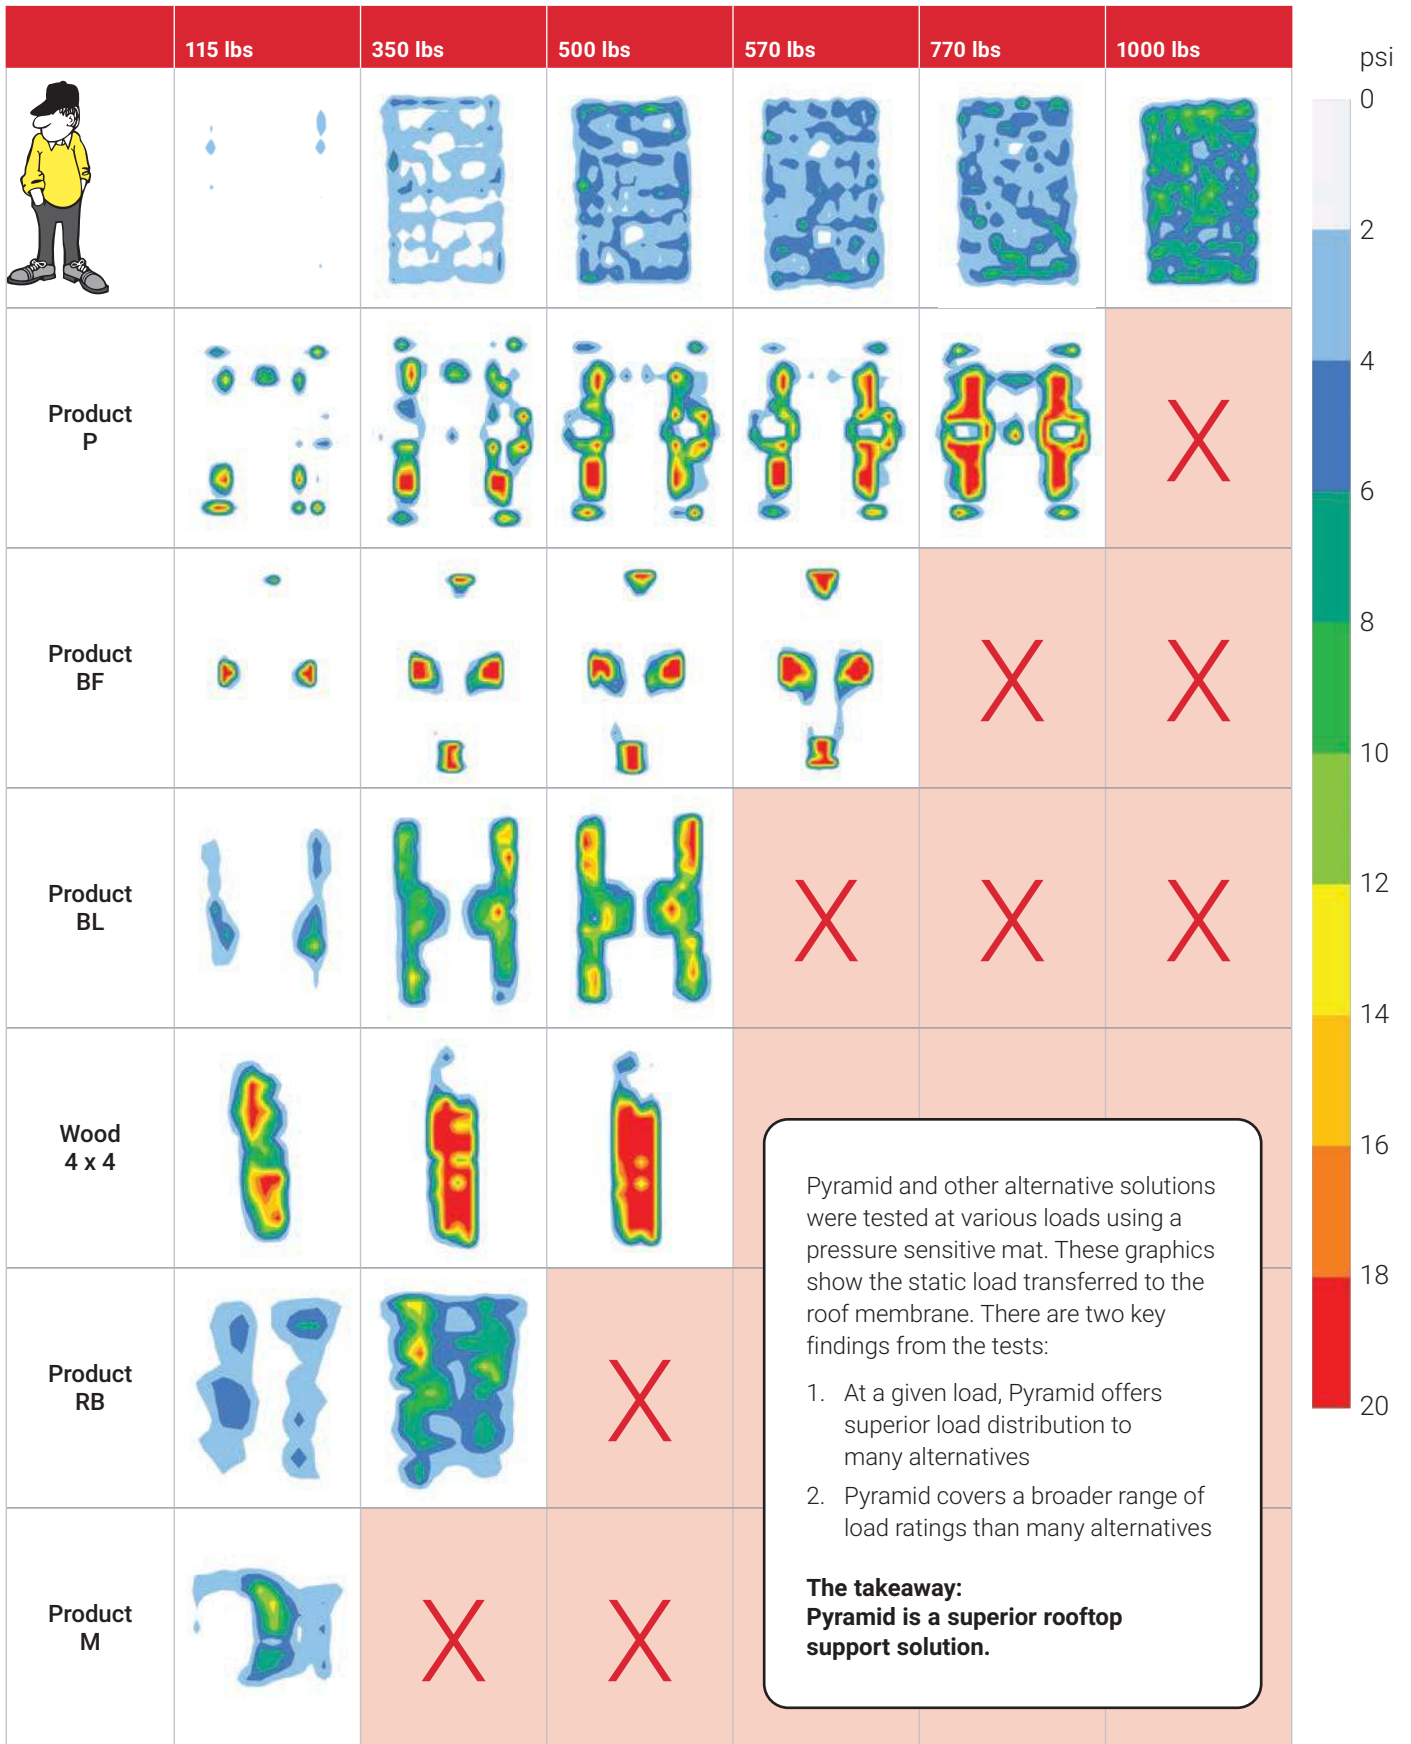 115 lbs 350 lbs 500 lbs 570 lbs 770 lbs 1000 lbs
psi
0
2
4
6
8
10
12
14
16
18
20
Product
P
X
Product
BF
X X
Product
BL
X X X
Wood
4 x 4
Product
RB
X
Product
M
X X
Pyramid and other alternative solutions
were tested at various loads using a
pressure sensitive mat. These graphics
show the static load transferred to the
roof membrane. There are two key
findings from the tests:
1. At a given load, Pyramid offers
superior load distribution to
many alternatives
2. Pyramid covers a broader range of
load ratings than many alternatives
The takeaway:
Pyramid is a superior rooftop
support solution.